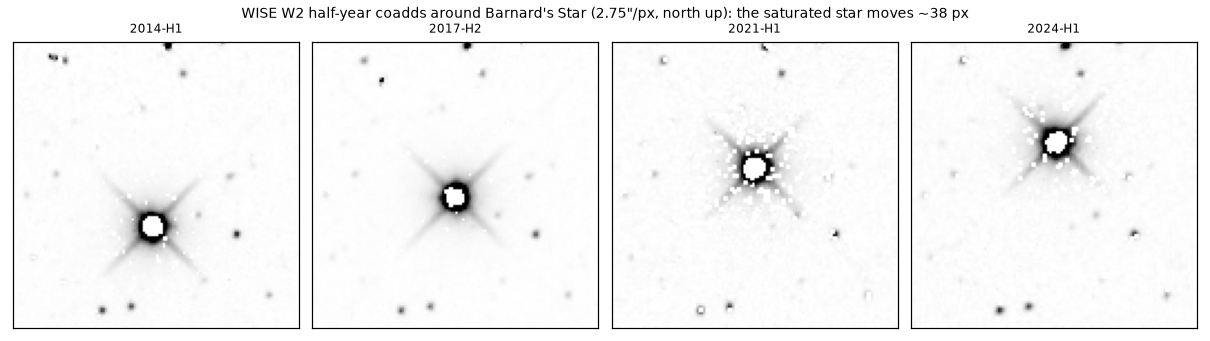 WISE W2 half-year coadds around Barnard's Star (2.75"/px, north up): the saturated star moves ~38 px
2014-H1
2017-H2
2021-H1
2024-H1